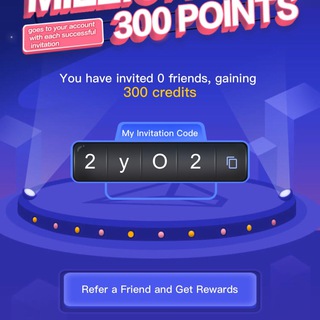 300 POINTS
goes to your account
with each successful
invitation.
You have invited 0 friends, gaining
300 credits
My Invitation Code
2 y O 2
Refer a Friend and Get Rewards